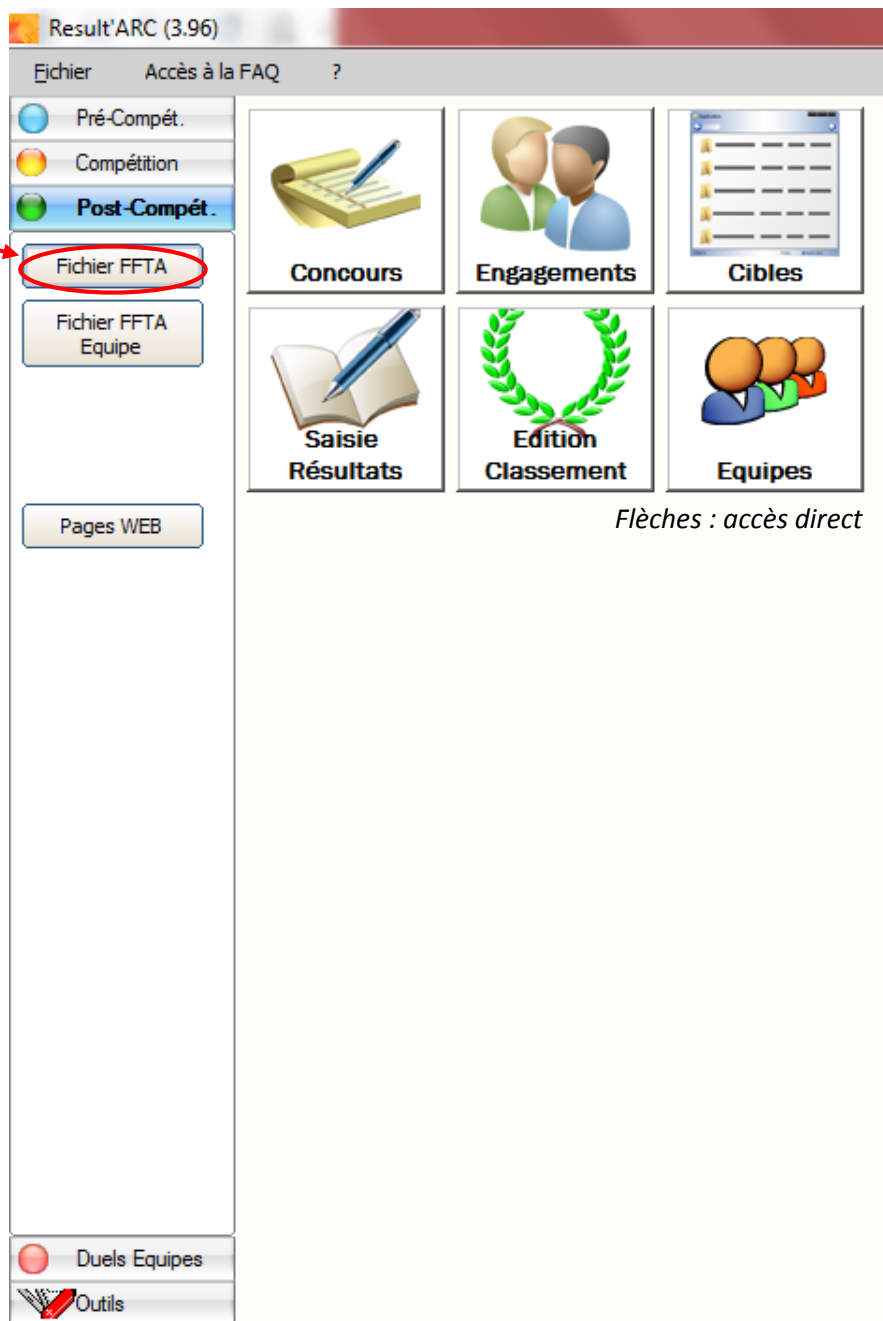 Result'ARC (3.96)
Fichier Accès à la FAQ ?
Pré-Compét.
Compétition
Post-Compét.
Fichier FFTA
Fichier FFTA
Equipe
Pages WEB
Concours
Engagements
Cibles
Saisie
Résultats
Edition
Classement
Equipes
Flèches : accès direct
Duels Equipes
Outils